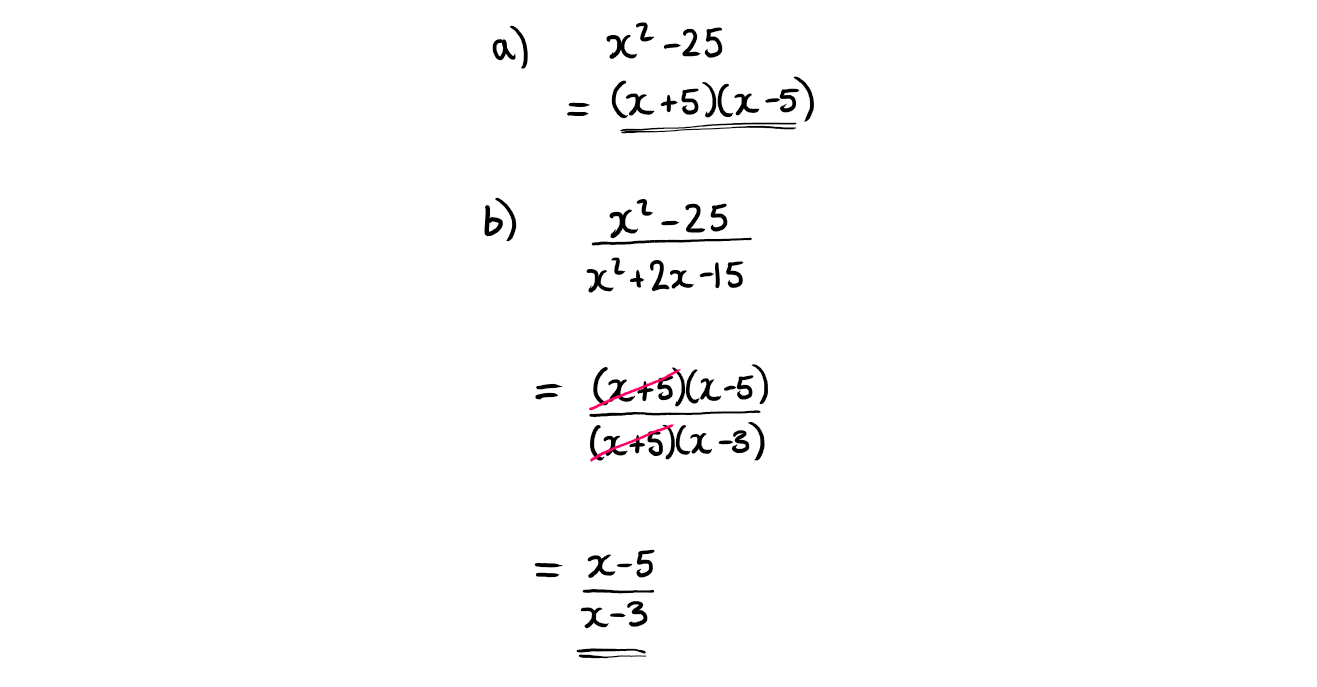 a) x² -25
= (x+5)(x-5)
b) x² -25
x² +2x -15
= (x+5)(x-5)
(x+5)(x-3)
= x-5
x-3